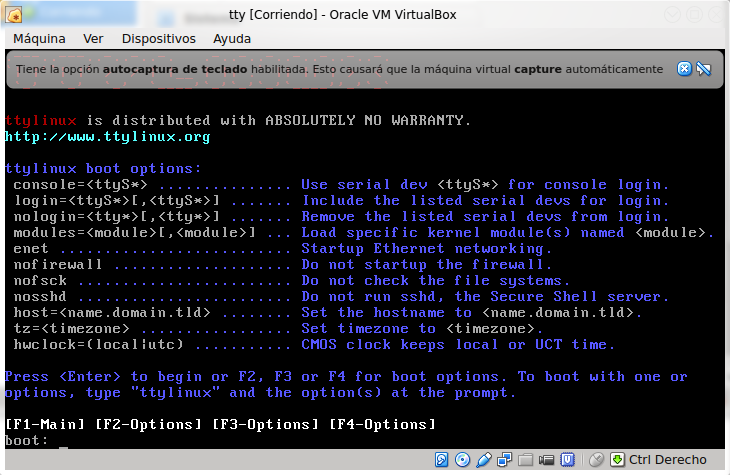 tty [Corriendo] - Oracle VM VirtualBox
Máquina Ver Dispositivos Ayuda
Tiene la opción autocaptura de teclado habilitada. Esto causará que la máquina virtual capture automáticamente
ttylinux is distributed with ABSOLUTELY NO WARRANTY.
http://www.ttylinux.org
ttylinux boot options:
console=<ttyS*> ............... Use serial dev <ttyS*> for console login.
login=<ttyS*>[,<ttyS*>] ....... Include the listed serial devs for login.
nologin=<tty*>[,<tty*>] ....... Remove the listed serial devs from login.
modules=<module>[,<module>] ... Load specific kernel module(s) named <module>.
enet .......................... Startup Ethernet networking.
nofirewall .................... Do not startup the firewall.
nofsck ........................ Do not check the file systems.
nosshd ........................ Do not run sshd, the Secure Shell server.
host=<name.domain.tld> ........ Set the hostname to <name.domain.tld>.
tz=<timezone> ................. Set timezone to <timezone>.
hwclock=(local|utc) ........... CMOS clock keeps local or UCT time.
Press <Enter> to begin or F2, F3 or F4 for boot options. To boot with one or
options, type "ttylinux" and the option(s) at the prompt.
[F1-Main] [F2-Options] [F3-Options] [F4-Options]
boot: _
Ctrl Derecho